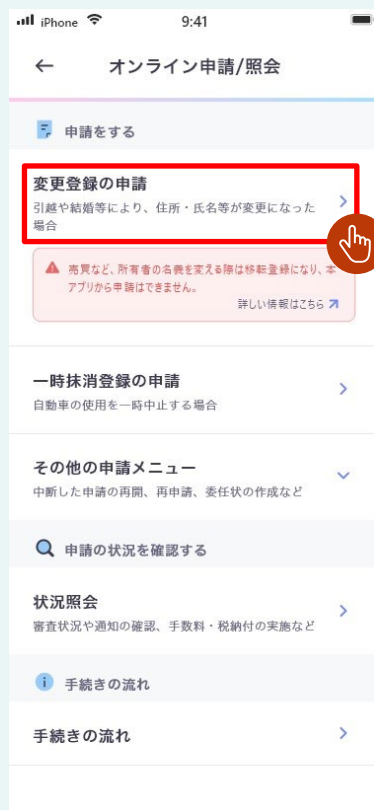 iPhone 9:41
オンライン申請/照会
申請をする
変更登録の申請
引越や結婚等により、住所・氏名等が変更になった
場合
売買など、所有者の名義を変える際は移転登録になり、本
アプリから申請はできません。
詳しい情報はこちら
一時抹消登録の申請
自動車の使用を一時中止する場合
その他の申請メニュー
中断した申請の再開、再申請、委任状の作成など
申請の状況を確認する
状況照会
審査状況や通知の確認、手数料・税納付の実施など
手続きの流れ
手続きの流れ